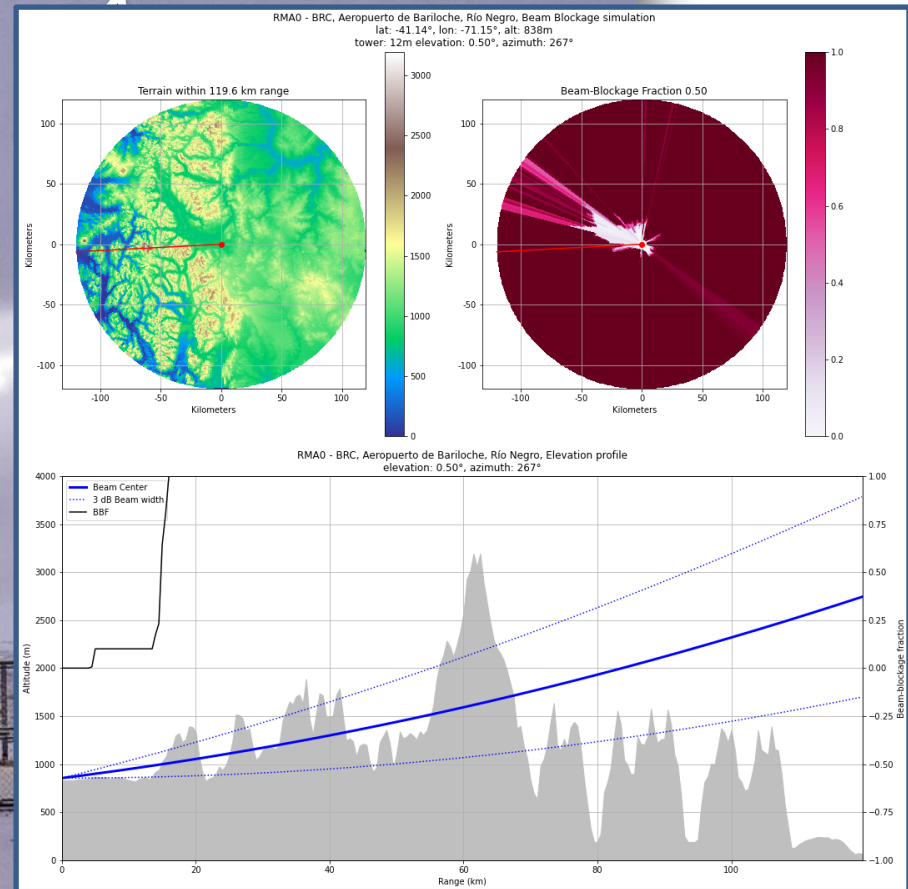 RMA0 - BRC, Aeropuerto de Bariloche, Río Negro, Beam Blockage simulation
lat: -41.14°, lon: -71.15°, alt: 838m
tower: 12m elevation: 0.50°, azimuth: 267°
Terrain within 119.6 km range
Kilometers
100
50
0
-50
-100
-100 -50 0 50 100
Kilometers
3000
2500
2000
1500
1000
500
0
Beam-Blockage Fraction 0.50
Kilometers
100
50
0
-50
-100
-100 -50 0 50 100
Kilometers
1.0
0.8
0.6
0.4
0.2
0.0
RMA0 - BRC, Aeropuerto de Bariloche, Río Negro, Elevation profile
elevation: 0.50°, azimuth: 267°
Beam Center
3 dB Beam width
BBF
Altitude (m)
4000
3500
3000
2500
2000
1500
1000
500
0
0 20 40 60 80 100
Range (km)
1.00
0.75
0.50
0.25
0.00
−0.25
−0.50
−0.75
−1.00
Beam-blockage fraction